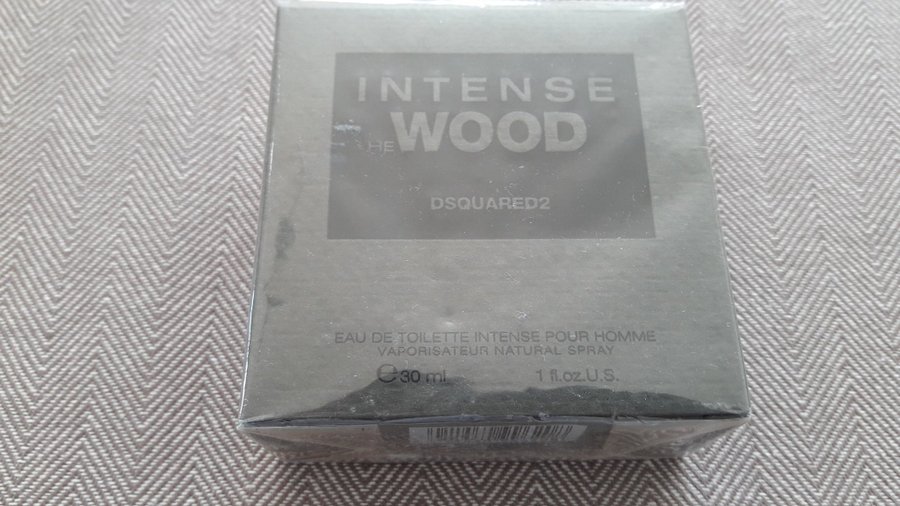 INTENSE
HE WOOD
DSQUARED2
EAU DE TOILETTE INTENSE POUR HOMME
VAPORISATEUR NATURAL SPRAY
℮30 ml 1 fl.oz.U.S.